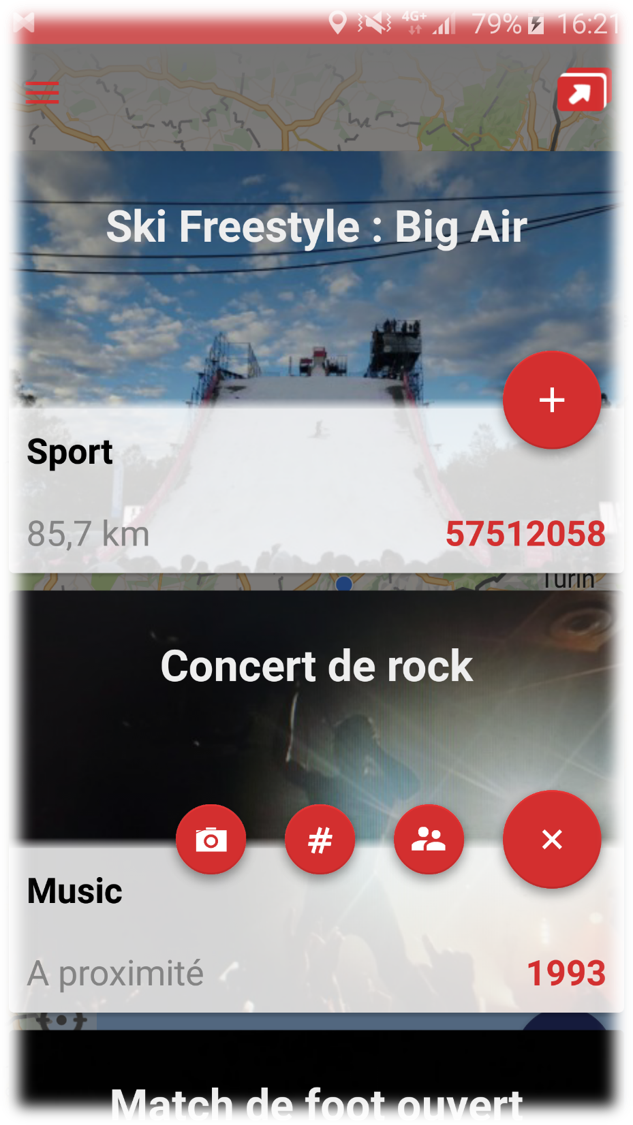 4G+ 79% 16:21
Ski Freestyle : Big Air
+
Sport
85,7 km 57512058
Turin
Concert de rock
#
Music
A proximité 1993
Match de foot ouvert